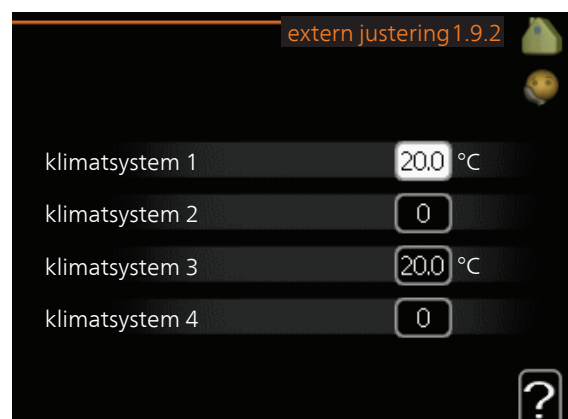 extern justering 1.9.2
klimatsystem 1 20.0 °C
klimatsystem 2 0
klimatsystem 3 20.0 °C
klimatsystem 4 0
?